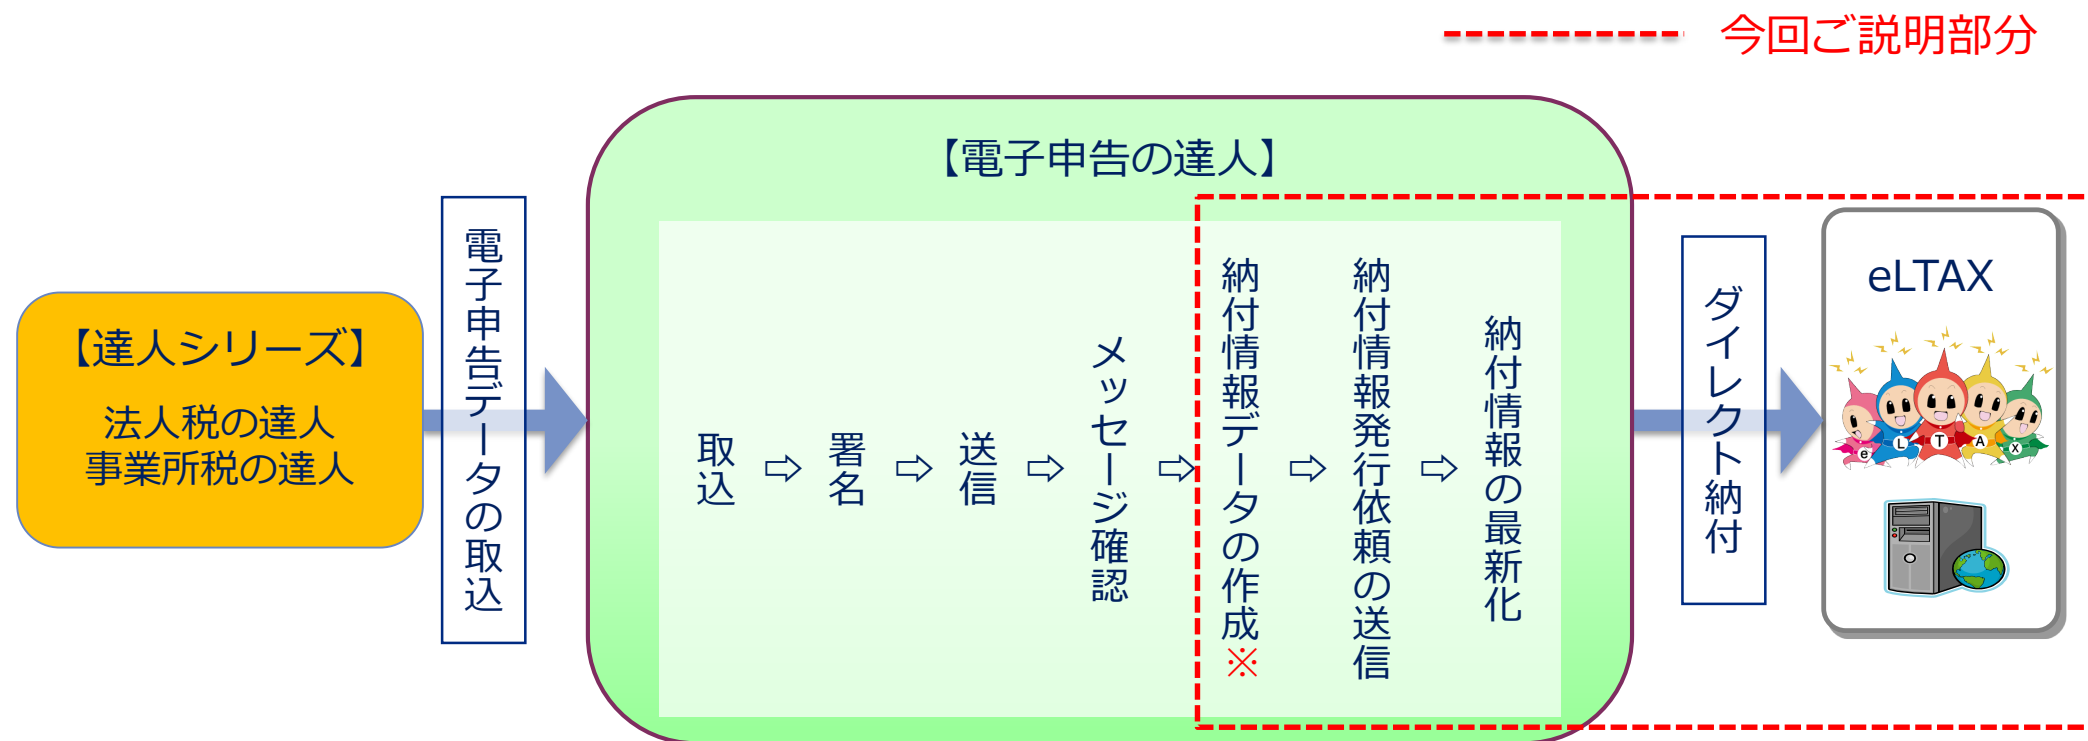 今回ご説明部分
【電子申告の達人】
【達人シリーズ】
法人税の達人
事業所税の達人
電子申告データの取込
取込
⇨
署名
⇨
送信
⇨
メッセージ確認
⇨
納付情報データの作成※
⇨
納付情報発行依頼の送信
⇨
納付情報の最新化
ダイレクト納付
eLTAX
e
L
T
A
X